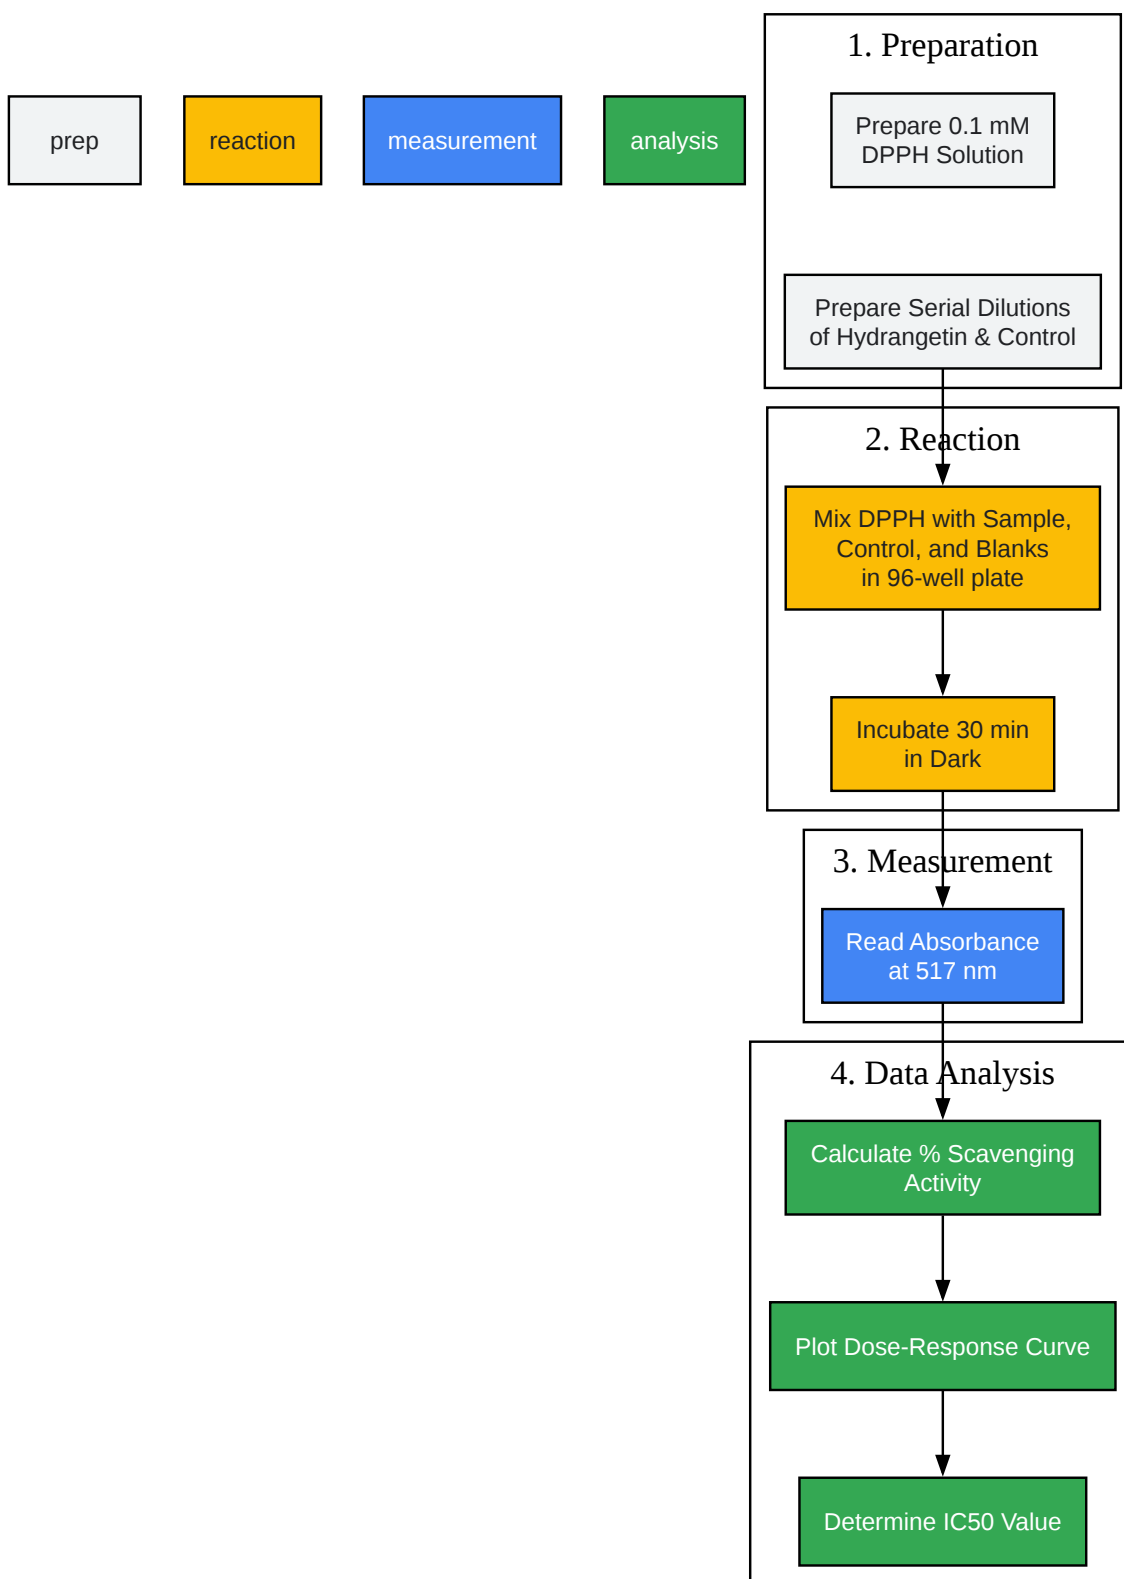 prep
reaction
measurement
analysis
1. Preparation
Prepare 0.1 mM
DPPH Solution
Prepare Serial Dilutions
of Hydrangetin & Control
2. Reaction
Mix DPPH with Sample,
Control, and Blanks
in 96-well plate
Incubate 30 min
in Dark
3. Measurement
Read Absorbance
at 517 nm
4. Data Analysis
Calculate % Scavenging
Activity
Plot Dose-Response Curve
Determine IC50 Value